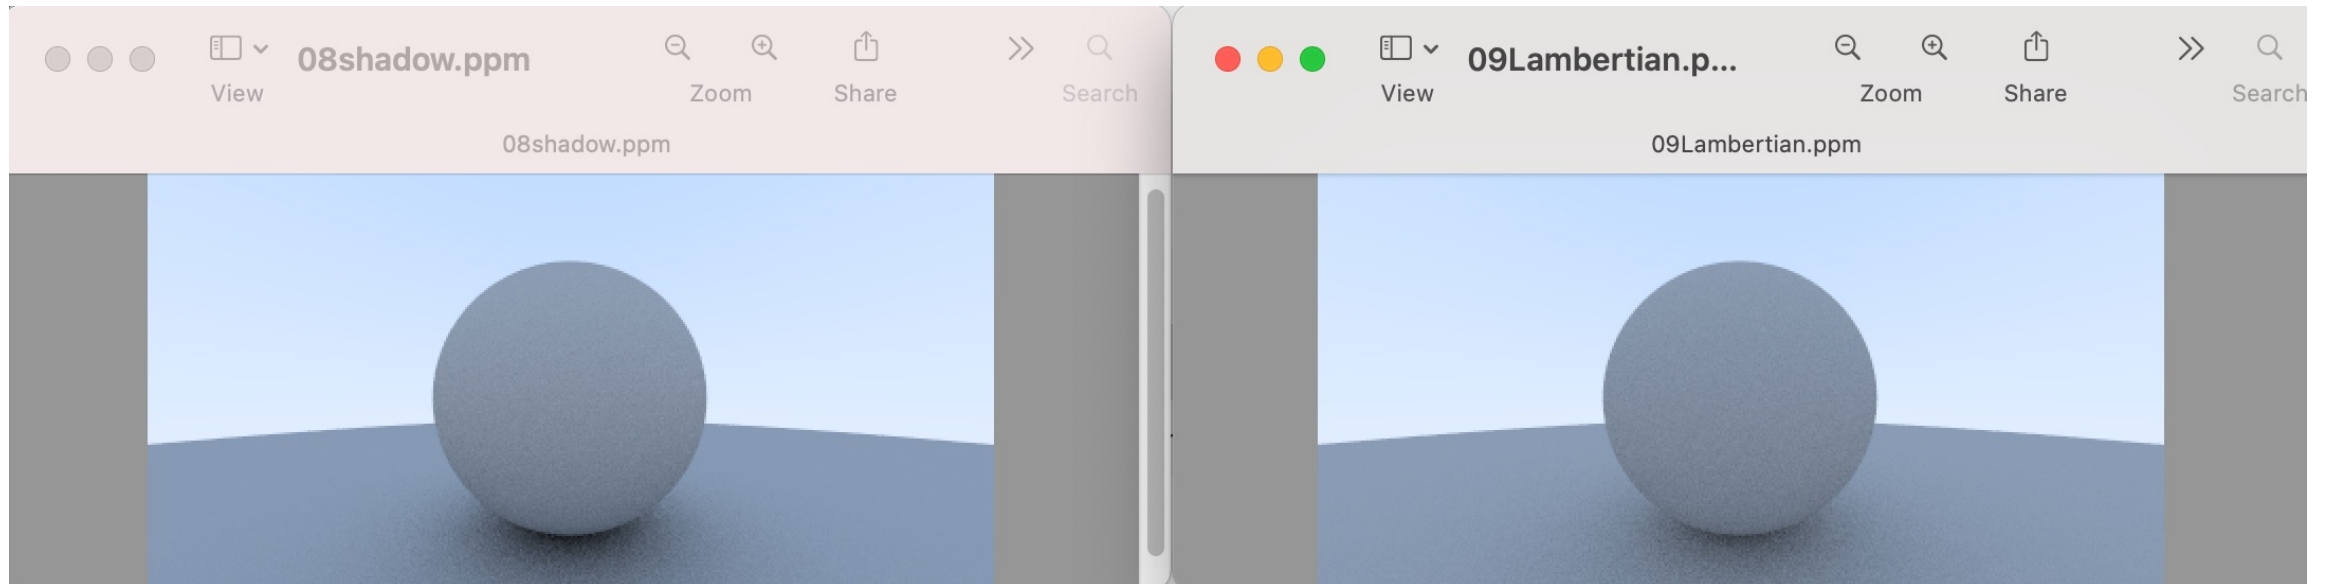 08shadow.ppm
View
Zoom
Share
Search
08shadow.ppm
09Lambertian.p...
View
Zoom
Share
Search
09Lambertian.ppm